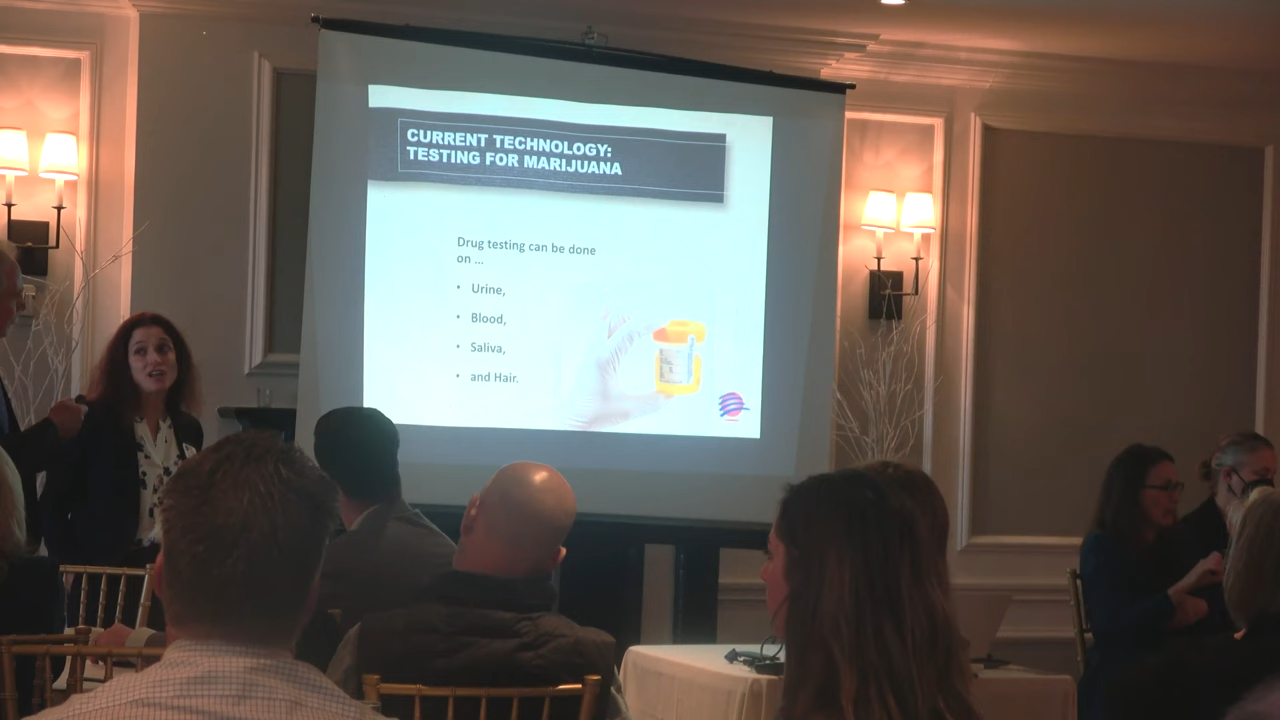 CURRENT TECHNOLOGY:
TESTING FOR MARIJUANA
Drug testing can be done
on ...
• Urine,
• Blood,
• Saliva,
• and Hair.